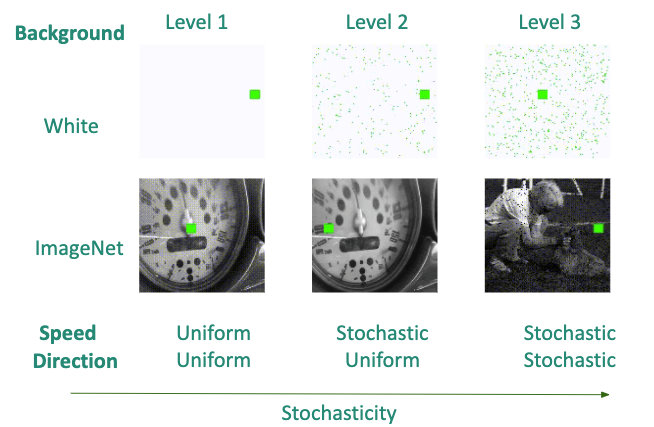 Background Level 1 Level 2 Level 3
White
ImageNet
Speed Uniform Stochastic Stochastic
Direction Uniform Uniform Stochastic
Stochasticity